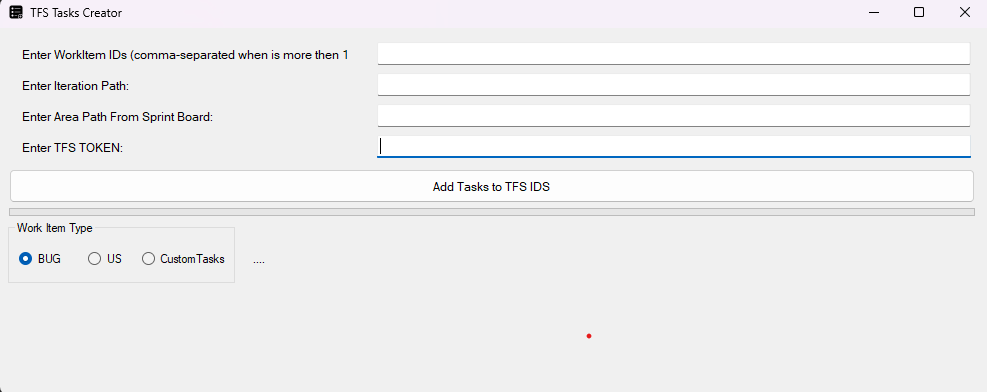 TFS Tasks Creator
Enter WorkItem IDs (comma-separated when is more then 1
Enter Iteration Path:
Enter Area Path From Sprint Board:
Enter TFS TOKEN:
Add Tasks to TFS IDS
Work Item Type
BUG US CustomTasks ....